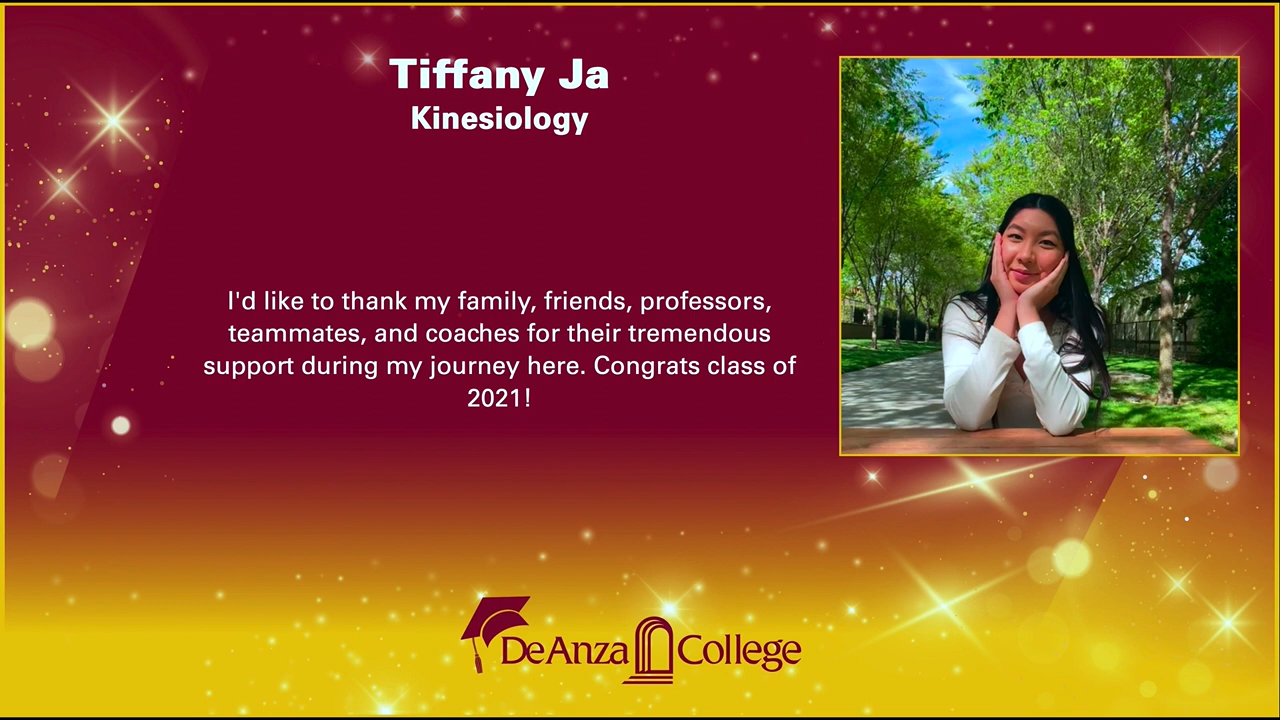 Tiffany Ja
Kinesiology
I'd like to thank my family, friends, professors,
teammates, and coaches for their tremendous
support during my journey here. Congrats class of
2021!
DeAnza College